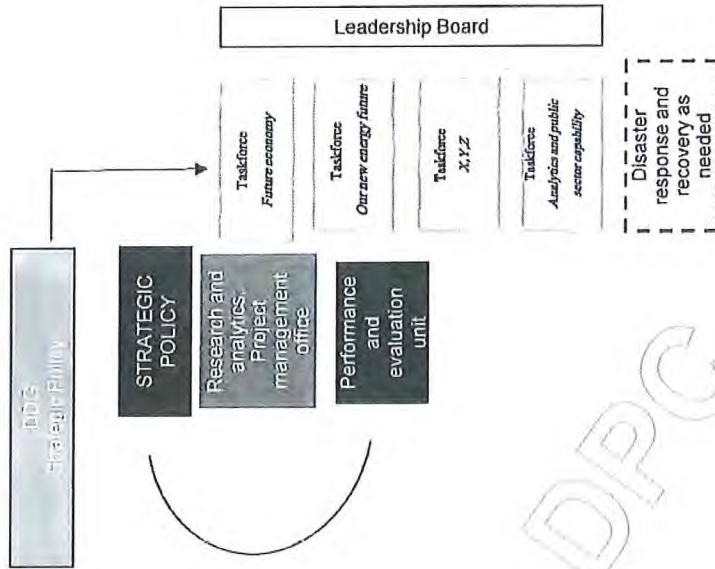 DDG
Strategic Policy
STRATEGIC
POLICY
Research and
analytics,
Project
management
office
Performance
and
evaluation
unit
Leadership Board
Taskforce
Future economy
Taskforce
Our new energy future
Taskforce
X,Y,Z
Taskforce
Analytics and public
sector capability
Disaster
response and
recovery as
needed
DPC